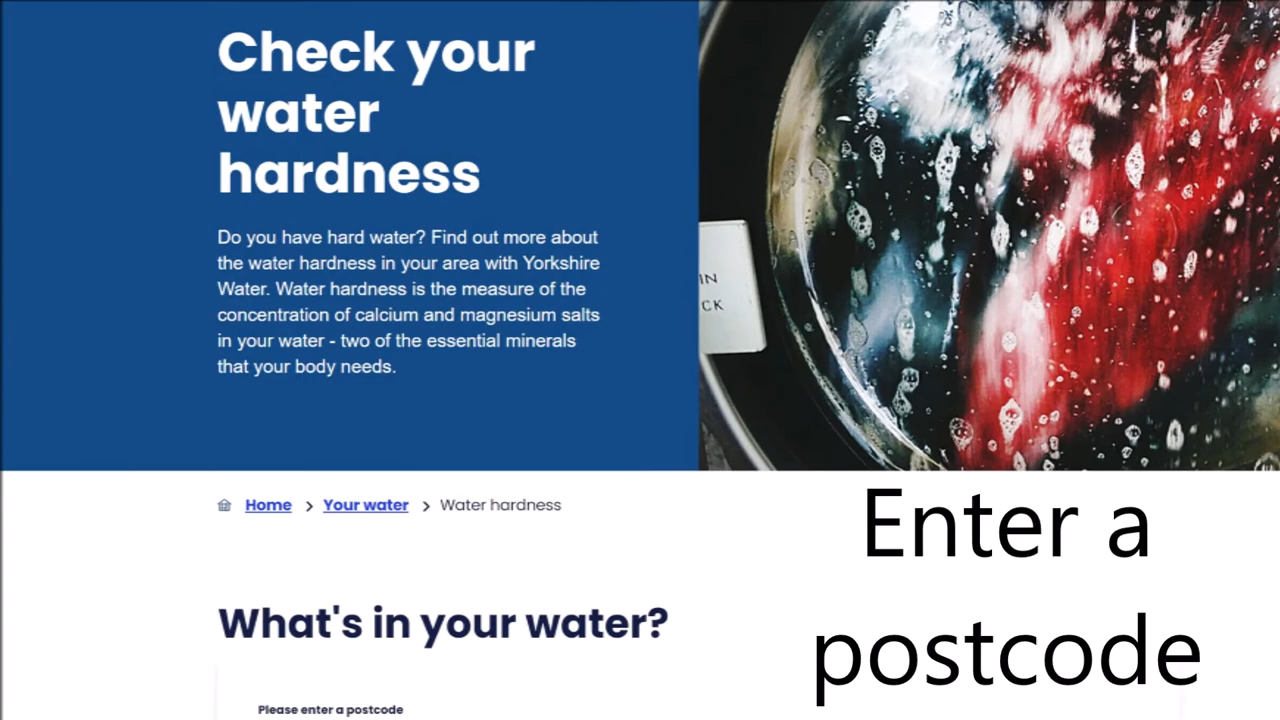 Check your
water
hardness
Do you have hard water? Find out more about
the water hardness in your area with Yorkshire
Water. Water hardness is the measure of the
concentration of calcium and magnesium salts
in your water - two of the essential minerals
that your body needs.
IN
CK
Home > Your water > Water hardness
Enter a
postcode
What's in your water?
Please enter a postcode